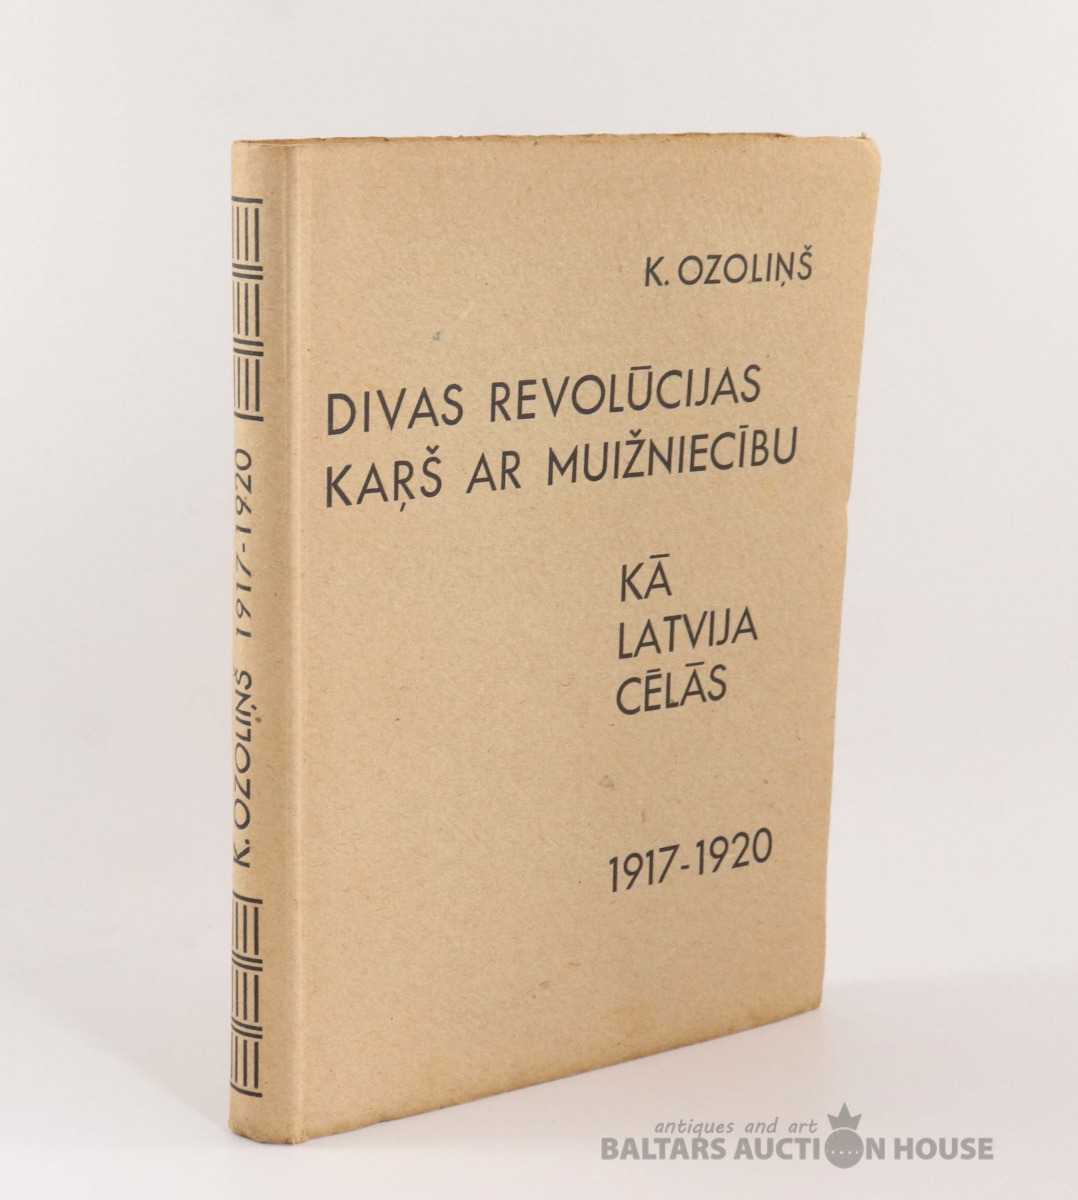 K. OZOLIŅŠ
DIVAS REVOLŪCIJAS
KAŖŠ AR MUIŽNIECĪBU
KĀ
LATVIJA
CĒLĀS
1917-1920
K. OZOLIŅŠ 1917-1920
antiques and art
BALTARS AUCTION HOUSE